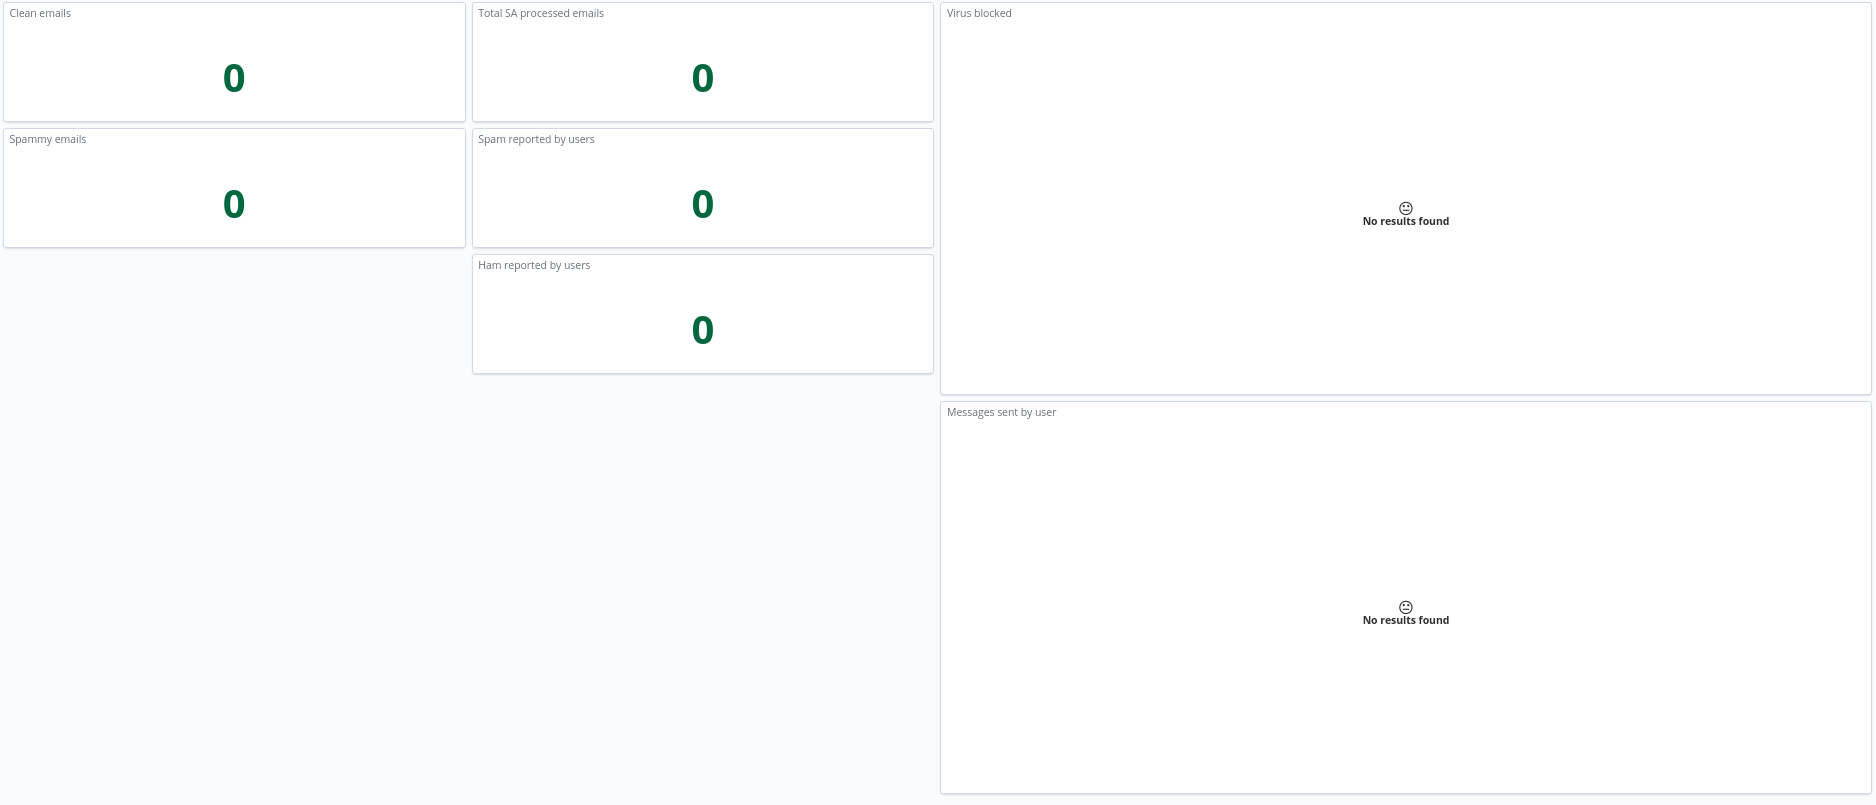 Clean emails
0
Total SA processed emails
0
Virus blocked
No results found
Spammy emails
0
Spam reported by users
0
Ham reported by users
0
Messages sent by user
No results found